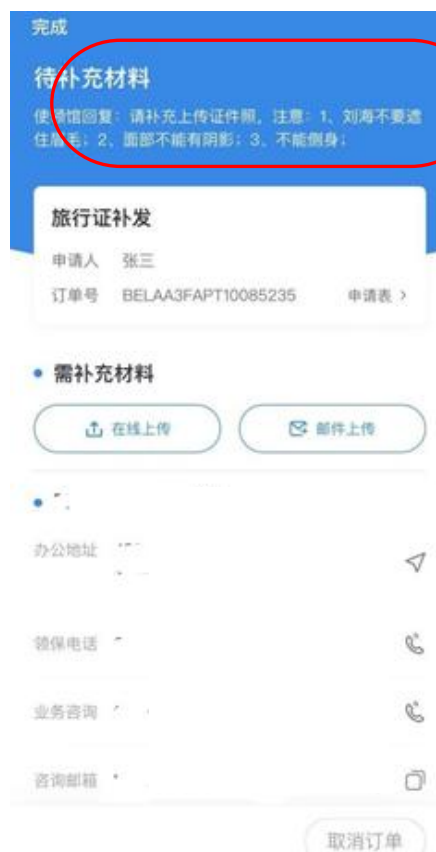 完成
待补充材料
使领馆回复：请补充上传证件照，注意：1、刘海不要遮
住眉毛；2、面部不能有阴影；3、不能侧身；
旅行证补发
申请人 张三
订单号 BELAA3FAPT10085235 申请表 >
需补充材料
在线上传 邮件上传
办公地址
领保电话
业务咨询
咨询邮箱
取消订单